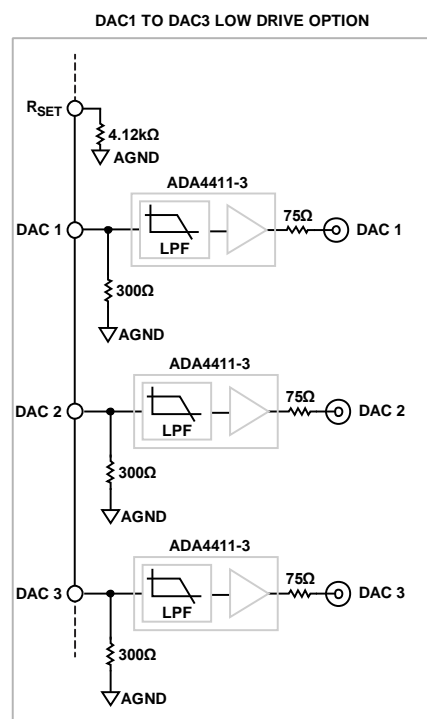 DAC1 TO DAC3 LOW DRIVE OPTION
RSET
4.12kΩ
AGND
ADA4411-3
DAC 1
LPF
75Ω
DAC 1
300Ω
AGND
ADA4411-3
DAC 2
LPF
75Ω
DAC 2
300Ω
AGND
ADA4411-3
DAC 3
LPF
75Ω
DAC 3
300Ω
AGND